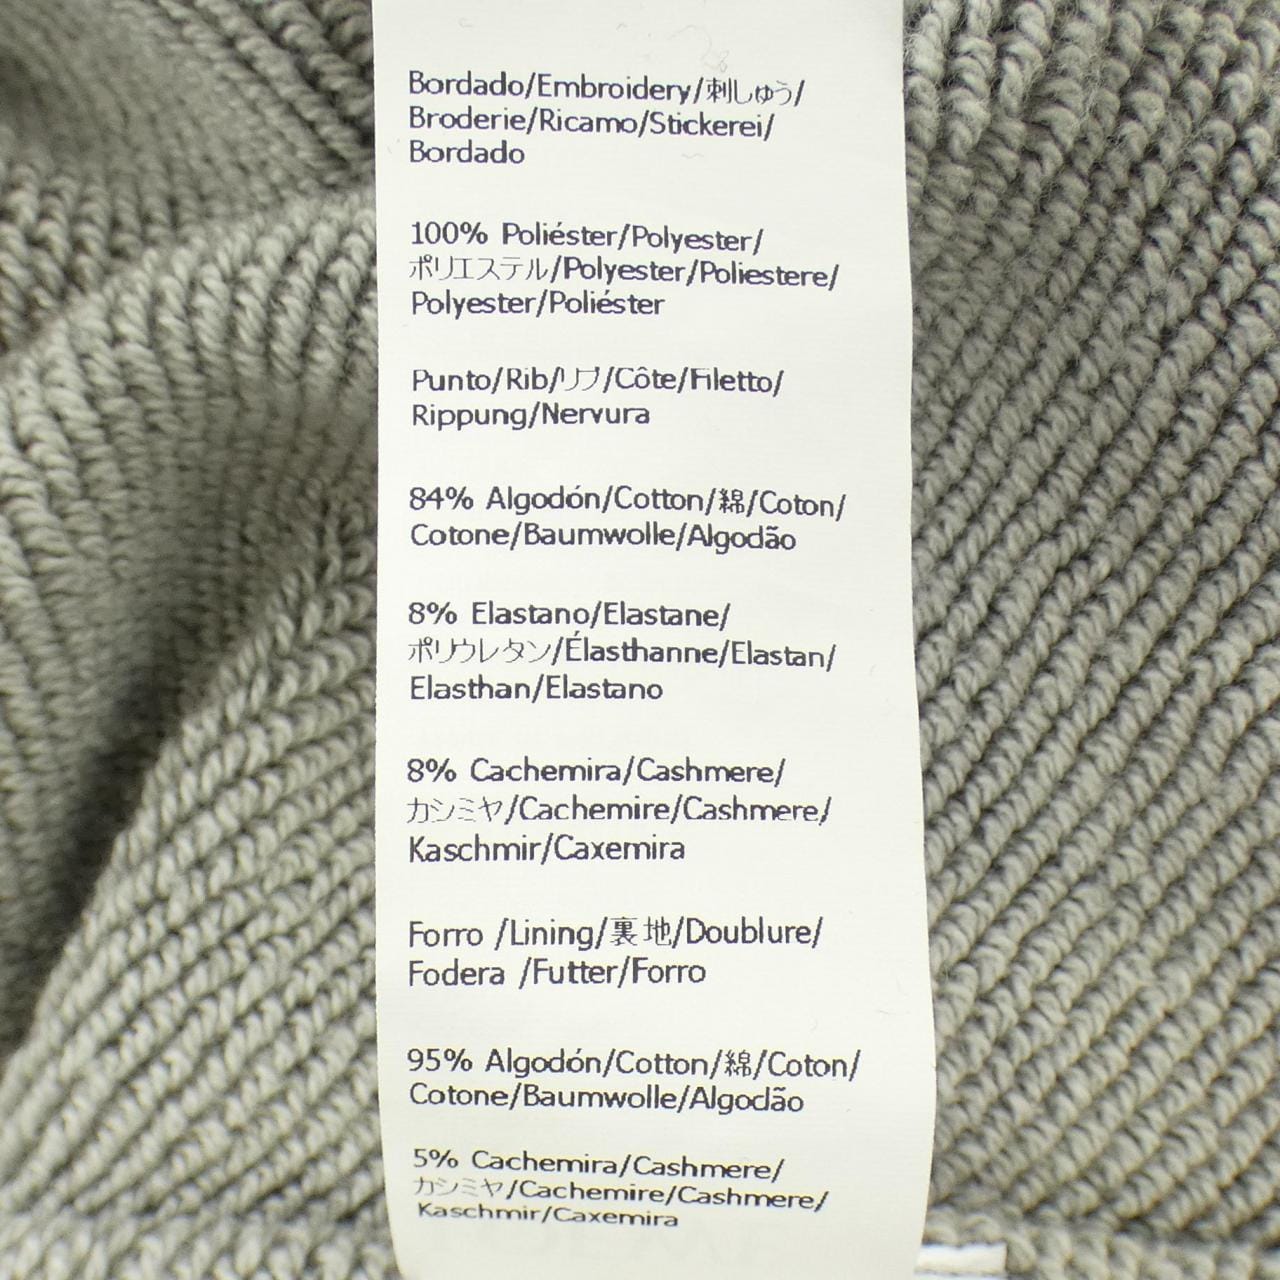 Bordado/Embroidery/刺しゅう/
Broderie/Ricamo/Stickerei/
Bordado
100% Poliéster/Polyester/
ポリエステル/Polyester/Poliestere/
Polyester/Poliéster
Punto/Rib/リブ/Côte/Filetto/
Rippung/Nervura
84% Algodón/Cotton/綿/Coton/
Cotone/Baumwolle/Algodão
8% Elastano/Elastane/
ポリウレタン/Élasthanne/Elastan/
Elasthan/Elastano
8% Cachemira/Cashmere/
カシミヤ/Cachemire/Cashmere/
Kaschmir/Caxemira
Forro /Lining/裏地/Doublure/
Fodera /Futter/Forro
95% Algodón/Cotton/綿/Coton/
Cotone/Baumwolle/Algodão
5% Cachemira/Cashmere/
カシミヤ/Cachemire/Cashmere/
Kaschmir/Caxemira